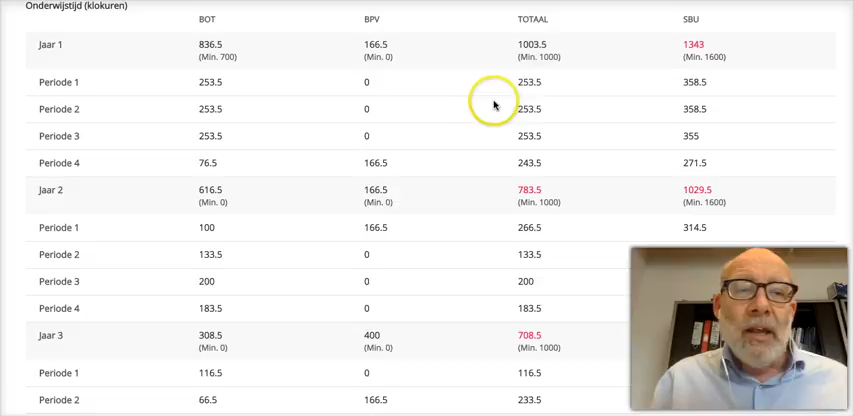 Onderwijstijd (klokuren)
BOT BPV TOTAAL SBU
Jaar 1 836.5 166.5 1003.5 1343
(Min. 700) (Min. 0) (Min. 1000) (Min. 1600)
Periode 1 253.5 0 253.5 358.5
Periode 2 253.5 0 253.5 358.5
Periode 3 253.5 0 253.5 355
Periode 4 76.5 166.5 243.5 271.5
Jaar 2 616.5 166.5 783.5 1029.5
(Min. 0) (Min. 0) (Min. 1000) (Min. 1600)
Periode 1 100 166.5 266.5 314.5
Periode 2 133.5 0 133.5
Periode 3 200 0 200
Periode 4 183.5 0 183.5
Jaar 3 308.5 400 708.5
(Min. 0) (Min. 0) (Min. 1000)
Periode 1 116.5 0 116.5
Periode 2 66.5 166.5 233.5